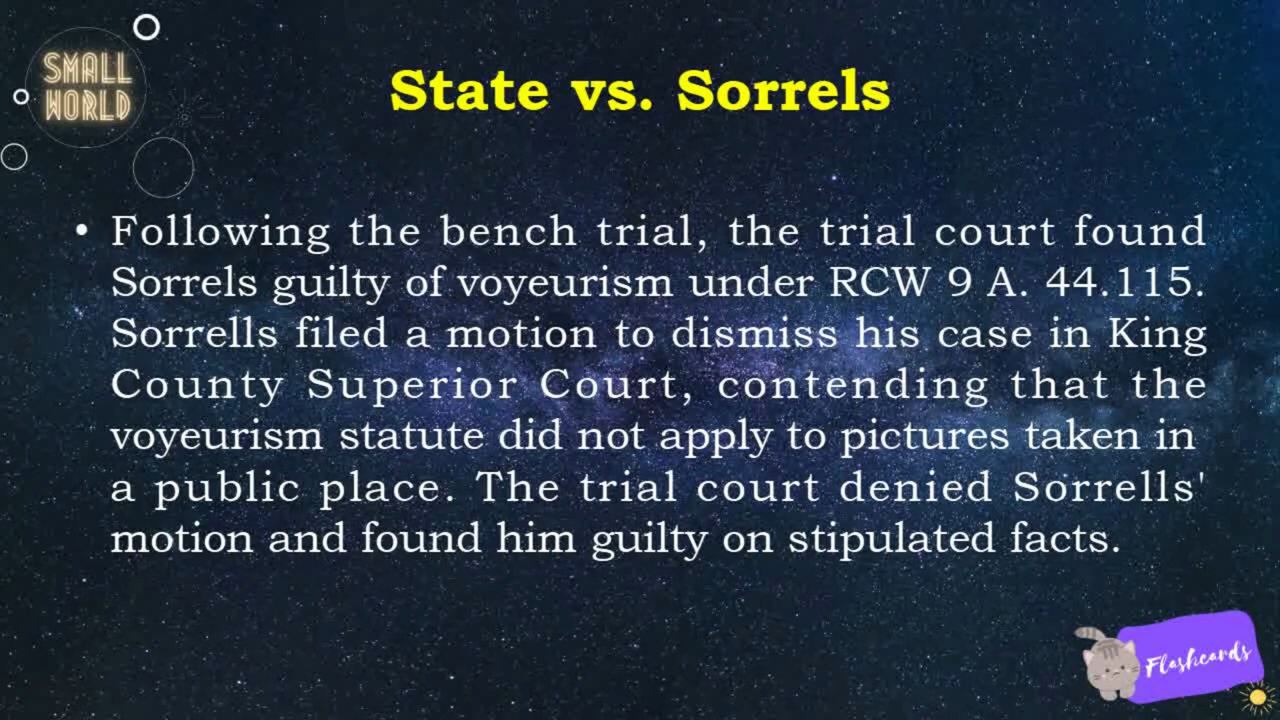 SMALL
WORLD
State vs. Sorrels
• Following the bench trial, the trial court found
Sorrels guilty of voyeurism under RCW 9 A. 44.115.
Sorrells filed a motion to dismiss his case in King
County Superior Court, contending that the
voyeurism statute did not apply to pictures taken in
a public place. The trial court denied Sorrells'
motion and found him guilty on stipulated facts.
Flashcards